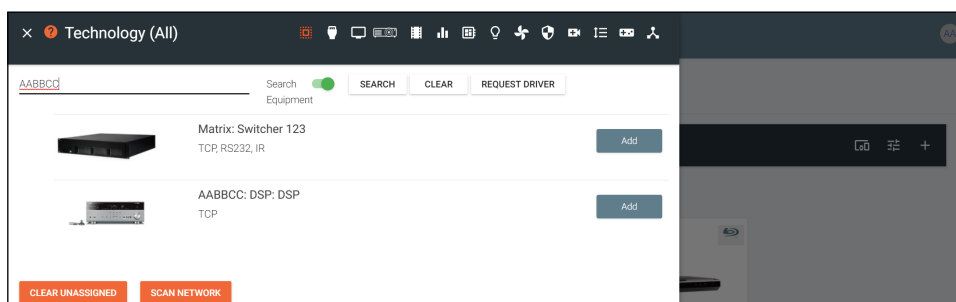 Technology (All)
AABBCC
Search Equipment
SEARCH
CLEAR
REQUEST DRIVER
Matrix: Switcher 123
TCP, RS232, IR
Add
AABBCC: DSP: DSP
TCP
Add
CLEAR UNASSIGNED
SCAN NETWORK
AA